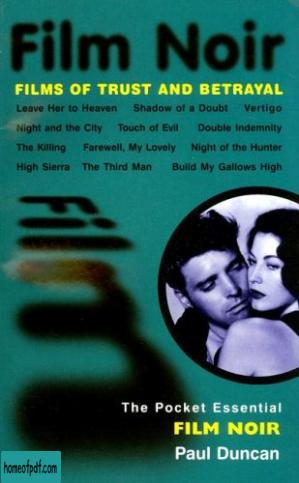 Film Noir
FILMS OF TRUST AND BETRAYAL
Leave Her to Heaven Shadow of a Doubt Vertigo
Night and the City Touch of Evil Double Indemnity
The Killing Farewell, My Lovely Night of the Hunter
High Sierra The Third Man Build My Gallows High
Film
The Pocket Essential
FILM NOIR
Paul Duncan
homeofpdf.com